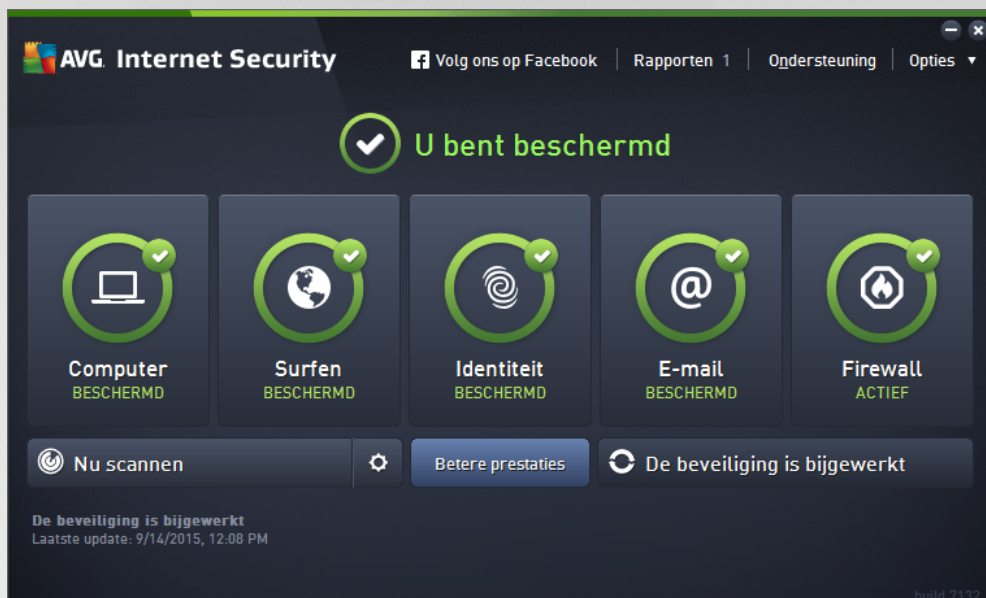 AVG. Internet Security
Volg ons op Facebook
Rapporten 1
Ondersteuning
Opties
U bent beschermd
Computer
BESCHERMD
Surfen
BESCHERMD
Identiteit
BESCHERMD
@
E-mail
BESCHERMD
Firewall
ACTIEF
Nu scannen
Betere prestaties
De beveiliging is bijgewerkt
De beveiliging is bijgewerkt
Laatste update: 9/14/2015, 12:08 PM
build 7132